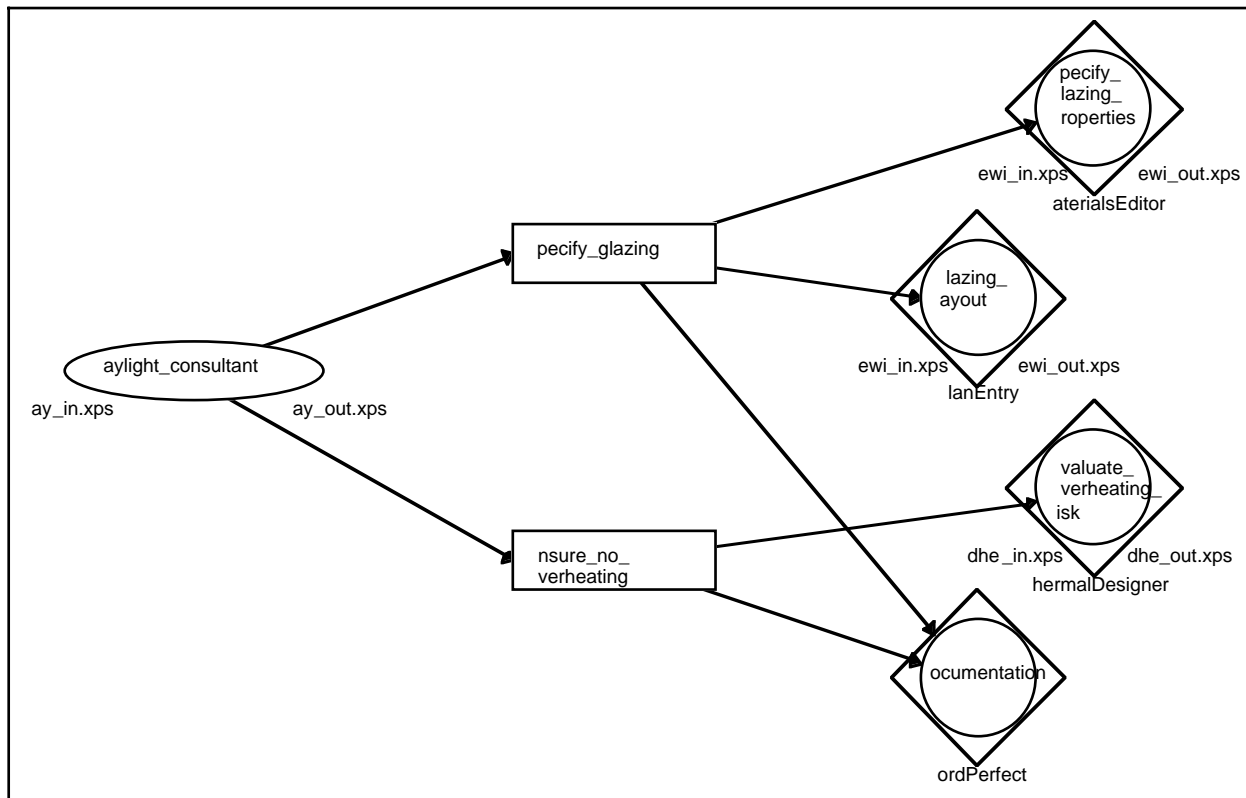 pecify_
lazing_
roperties
ewi_in.xps
ewi_out.xps
aterialsEditor
pecify_glazing
lazing_
ayout
ewi_in.xps
ewi_out.xps
lanEntry
aylight_consultant
ay_in.xps
ay_out.xps
valuate_
verheating_
isk
nsure_no_
verheating
dhe_in.xps
dhe_out.xps
hermalDesigner
ocumentation
ordPerfect